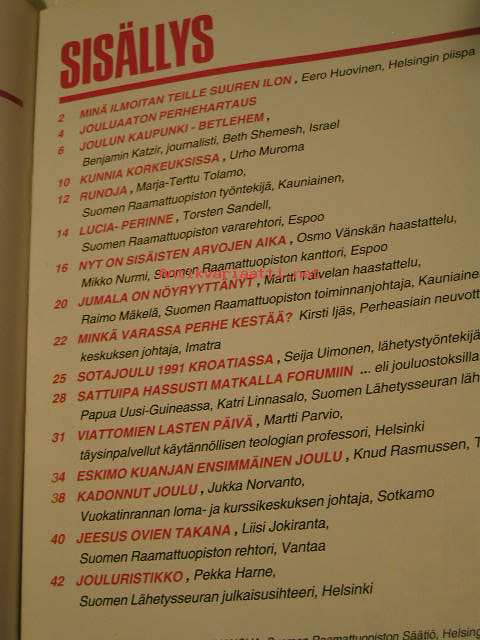 SISÄLLYS
2 MINÄ ILMOITAN TEILLE SUUREN ILON , Eero Huovinen, Helsingin piispa
4 JOULUAATON PERHEHARTAUS
6 JOULUN KAUPUNKI - BETLEHEM ,
Benjamin Katzir, journalisti, Beth Shemesh, Israel
10 KUNNIA KORKEUKSISSA , Urho Muroma
12 RUNOJA , Marja-Terttu Tolamo,
Suomen Raamattuopiston työntekijä, Kauniainen,
14 LUCIA- PERINNE , Torsten Sandell,
Suomen Raamattuopiston vararehtori, Espoo
16 NYT ON SISÄISTEN ARVOJEN AIKA , Osmo Vänskän haastattelu,
Mikko Nurmi, Suomen Raamattuopiston kanttori, Espoo
20 JUMALA ON NÖYRYYTTÄNYT , Martti Talvelan haastattelu,
Raimo Mäkelä, Suomen Raamattuopiston toiminnanjohtaja, Kauniaine
22 MINKÄ VARASSA PERHE KESTÄÄ? Kirsti Ijäs, Perheasiain neuvott
keskuksen johtaja, Imatra
25 SOTAJOULU 1991 KROATIASSA , Seija Uimonen, lähetystyöntekijä
28 SATTUIPA HASSUSTI MATKALLA FORUMIIN ... eli jouluostoksilla
Papua Uusi-Guineassa, Katri Linnasalo, Suomen Lähetysseuran läh
31 VIATTOMIEN LASTEN PÄIVÄ , Martti Parvio,
täysinpalvellut käytännöllisen teologian professori, Helsinki
34 ESKIMO KUANJAN ENSIMMÄINEN JOULU , Knud Rasmussen, T
38 KADONNUT JOULU , Jukka Norvanto,
Vuokatinrannan loma- ja kurssikeskuksen johtaja, Sotkamo
40 JEESUS OVIEN TAKANA , Liisi Jokiranta,
Suomen Raamattuopiston rehtori, Vantaa
42 JOULURISTIKKO , Pekka Harne,
Suomen Lähetysseuran julkaisusihteeri, Helsinki
Suomen Raamattuopiston Säätiö, Helsing